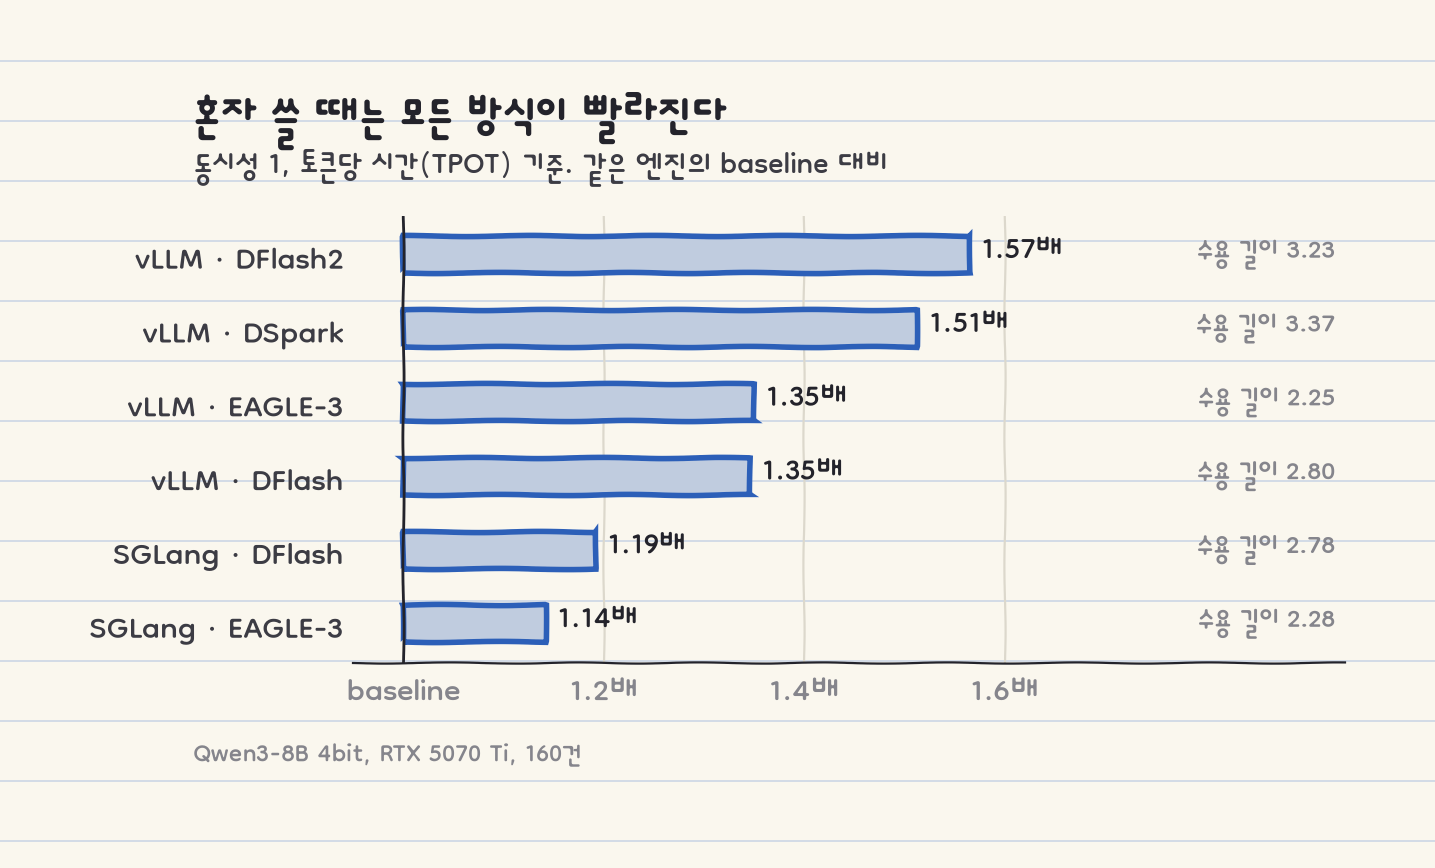 혼자 쓸 때는 모든 방식이 빨라진다
동시성 1, 토큰당 시간(TPOT) 기준. 같은 엔진의 baseline 대비
vLLM · DFlash2 1.57배 수용 길이 3.23
vLLM · DSpark 1.51배 수용 길이 3.37
vLLM · EAGLE-3 1.35배 수용 길이 2.25
vLLM · DFlash 1.35배 수용 길이 2.80
SGLang · DFlash 1.19배 수용 길이 2.78
SGLang · EAGLE-3 1.14배 수용 길이 2.28
baseline 1.2배 1.4배 1.6배
Qwen3-8B 4bit, RTX 5070 Ti, 160건